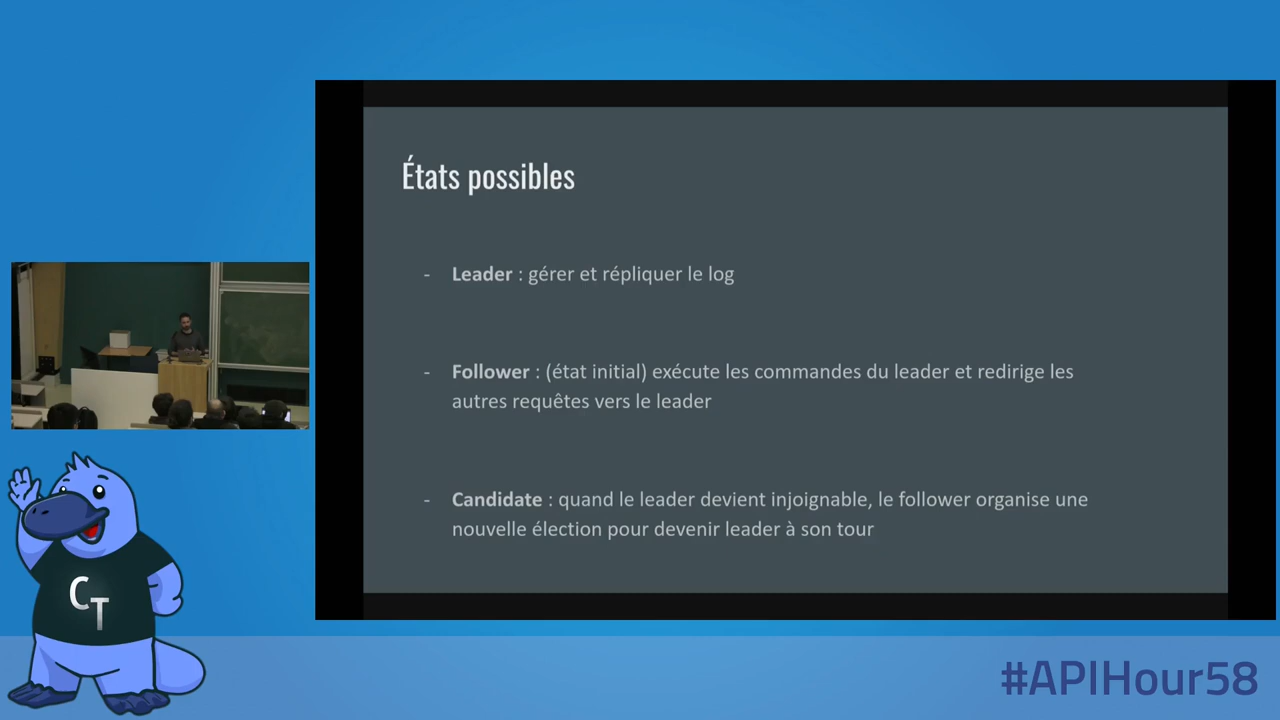 États possibles
- Leader : gérer et répliquer le log
- Follower : (état initial) exécute les commandes du leader et redirige les
autres requêtes vers le leader
- Candidate : quand le leader devient injoignable, le follower organise une
nouvelle élection pour devenir leader à son tour
CT
#APIHour58